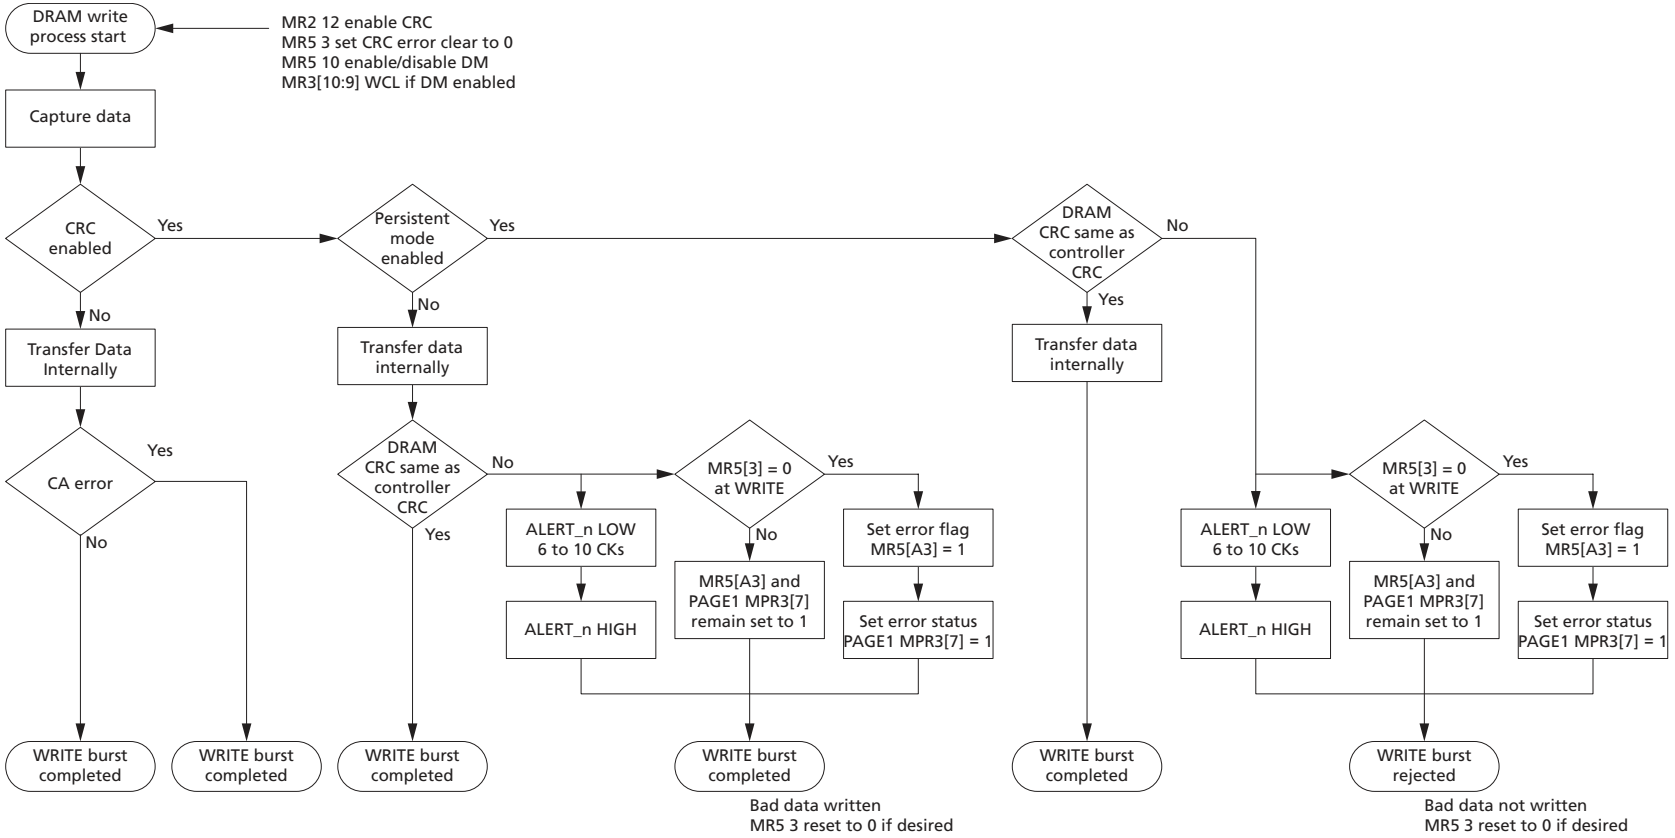 DRAM write
process start
MR2 12 enable CRC
MR5 3 set CRC error clear to 0
MR5 10 enable/disable DM
MR3[10:9] WCL if DM enabled
Capture data
CRC
enabled
Yes
Persistent
mode
enabled
Yes
DRAM
CRC same as
controller
CRC
No
No
No
Yes
Transfer Data
Internally
Transfer data
internally
Transfer data
internally
CA error
Yes
No
DRAM
CRC same as
controller
CRC
No
Yes
MR5[3] = 0
at WRITE
Yes
No
ALERT_n LOW
6 to 10 CKs
ALERT_n HIGH
MR5[A3] and
PAGE1 MPR3[7]
remain set to 1
Set error flag
MR5[A3] = 1
Set error status
PAGE1 MPR3[7] = 1
MR5[3] = 0
at WRITE
Yes
No
ALERT_n LOW
6 to 10 CKs
ALERT_n HIGH
MR5[A3] and
PAGE1 MPR3[7]
remain set to 1
Set error flag
MR5[A3] = 1
Set error status
PAGE1 MPR3[7] = 1
WRITE burst
completed
WRITE burst
completed
WRITE burst
completed
WRITE burst
completed
WRITE burst
completed
WRITE burst
rejected
Bad data written
MR5 3 reset to 0 if desired
Bad data not written
MR5 3 reset to 0 if desired